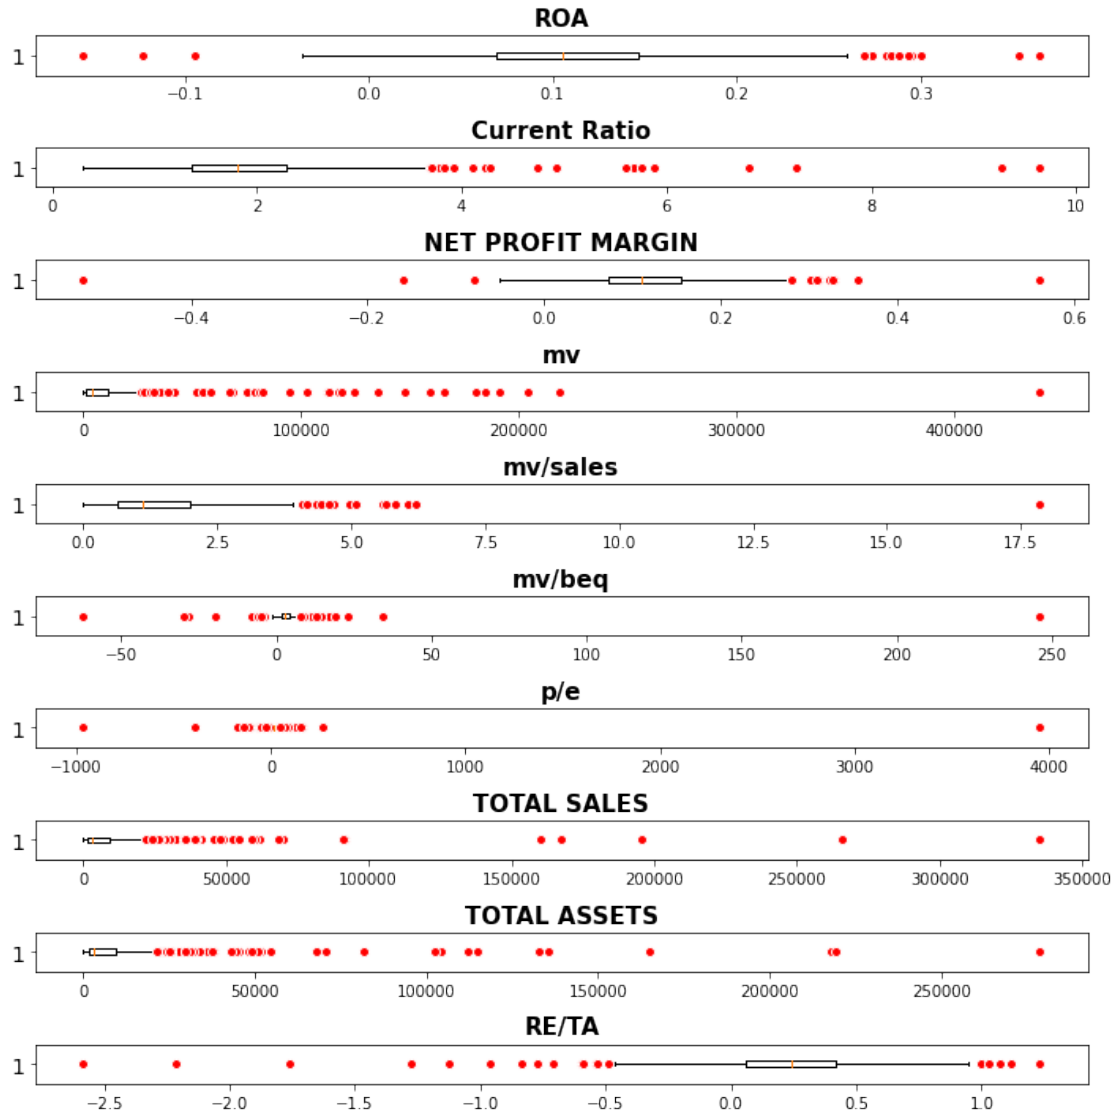 ROA
1
−0.1 0.0 0.1 0.2 0.3
Current Ratio
1
0 2 4 6 8 10
NET PROFIT MARGIN
1
−0.4 −0.2 0.0 0.2 0.4 0.6
mv
1
0 100000 200000 300000 400000
mv/sales
1
0.0 2.5 5.0 7.5 10.0 12.5 15.0 17.5
mv/beq
1
−50 0 50 100 150 200 250
p/e
1
−1000 0 1000 2000 3000 4000
TOTAL SALES
1
0 50000 100000 150000 200000 250000 300000 350000
TOTAL ASSETS
1
0 50000 100000 150000 200000 250000
RE/TA
1
−2.5 −2.0 −1.5 −1.0 −0.5 0.0 0.5 1.0